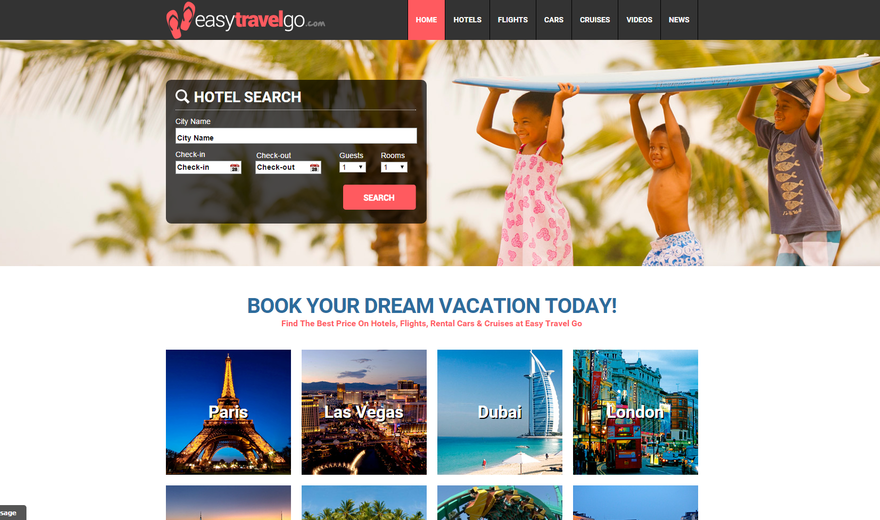 easytravelgo.com
HOME HOTELS FLIGHTS CARS CRUISES VIDEOS NEWS
HOTEL SEARCH
City Name
City Name
Check-in Check-out Guests Rooms
Check-in Check-out 1 1
SEARCH
BOOK YOUR DREAM VACATION TODAY!
Find The Best Price On Hotels, Flights, Rental Cars & Cruises at Easy Travel Go
Paris Las Vegas Dubai London
sage